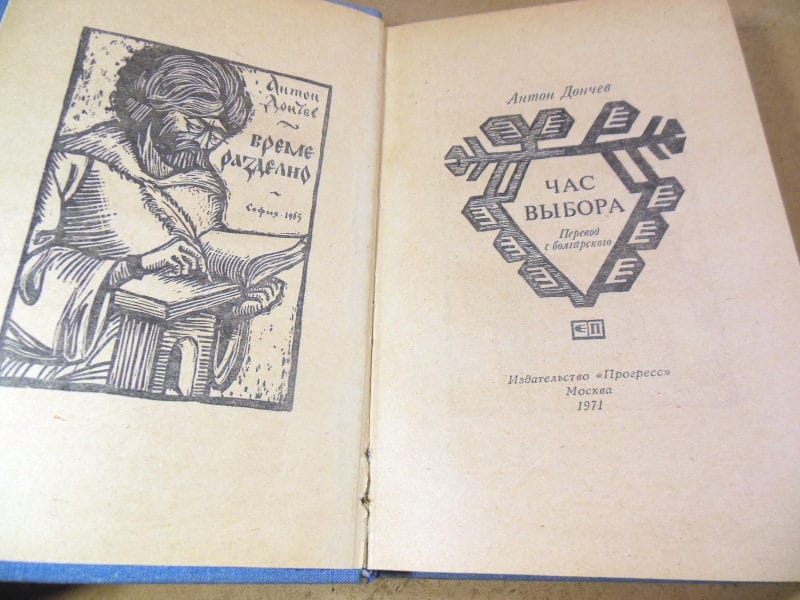 Антон
Дончев
~
време
разделно
~
София·1965
Антон Дончев
ЧАС
ВЫБОРА
Перевод
с болгарского
Издательство «Прогресс»
Москва
1971